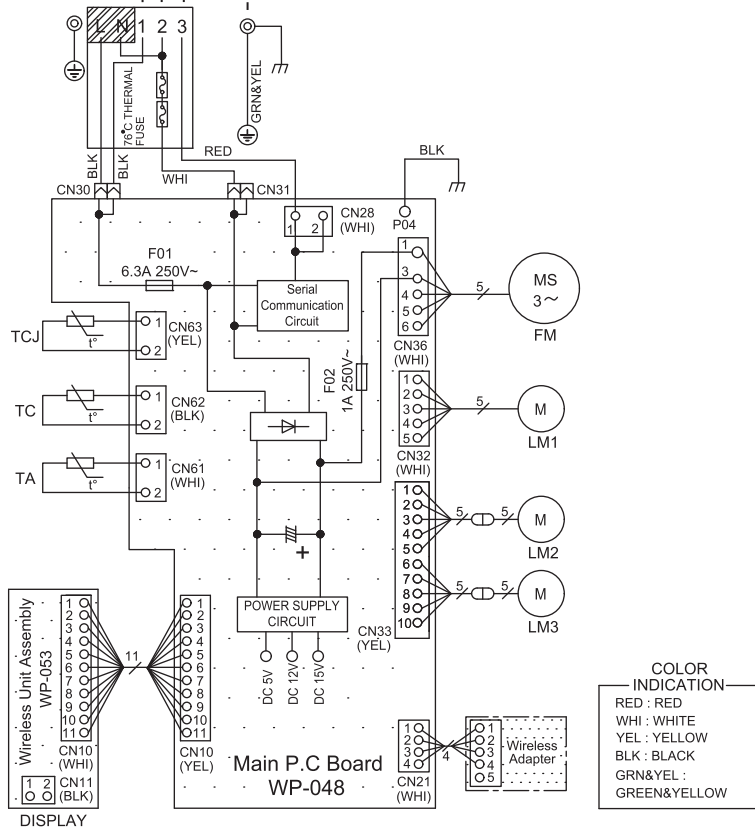 L N 1 2 3
76°C THERMAL
FUSE
GRN&YEL
BLK
BLK
WHI
RED
BLK
CN30
CN31
CN28
(WHI)
1 2
P04
F01
6.3A 250V~
Serial
Communication
Circuit
1
3
4
5
6
CN36
(WHI)
5
MS
3～
FM
TCJ
t°
1
2
CN63
(YEL)
F02
1A 250V~
TC
t°
1
2
CN62
(BLK)
1
2
3
4
5
CN32
(WHI)
5
M
LM1
TA
t°
1
2
CN61
(WHI)
1
2
3
4
5
6
7
8
9
10
CN33
(YEL)
5 5
M
LM2
5 5
M
LM3
+
POWER SUPPLY
CIRCUIT
DC 5V
DC 12V
DC 15V
Wireless Unit Assembly
WP-053
1
2
3
4
5
6
7
8
9
10
11
CN10
(WHI)
11
1
2
3
4
5
6
7
8
9
10
11
CN10
(YEL)
1 2
CN11
(BLK)
DISPLAY
Main P.C Board
WP-048
1
2
3
4
CN21
(WHI)
4
1
2
3
4
5
Wireless
Adapter
COLOR
INDICATION
RED : RED
WHI : WHITE
YEL : YELLOW
BLK : BLACK
GRN&YEL :
GREEN&YELLOW